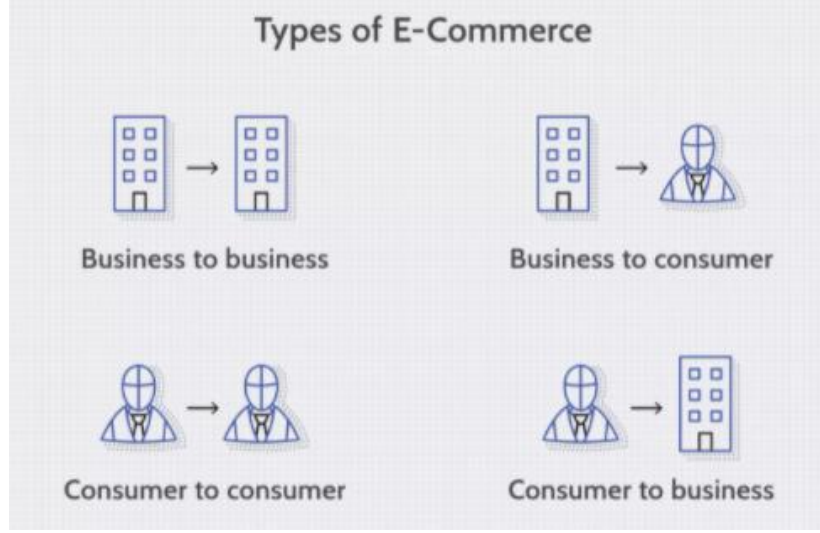 Types of E-Commerce
Business to business
Business to consumer
Consumer to consumer
Consumer to business